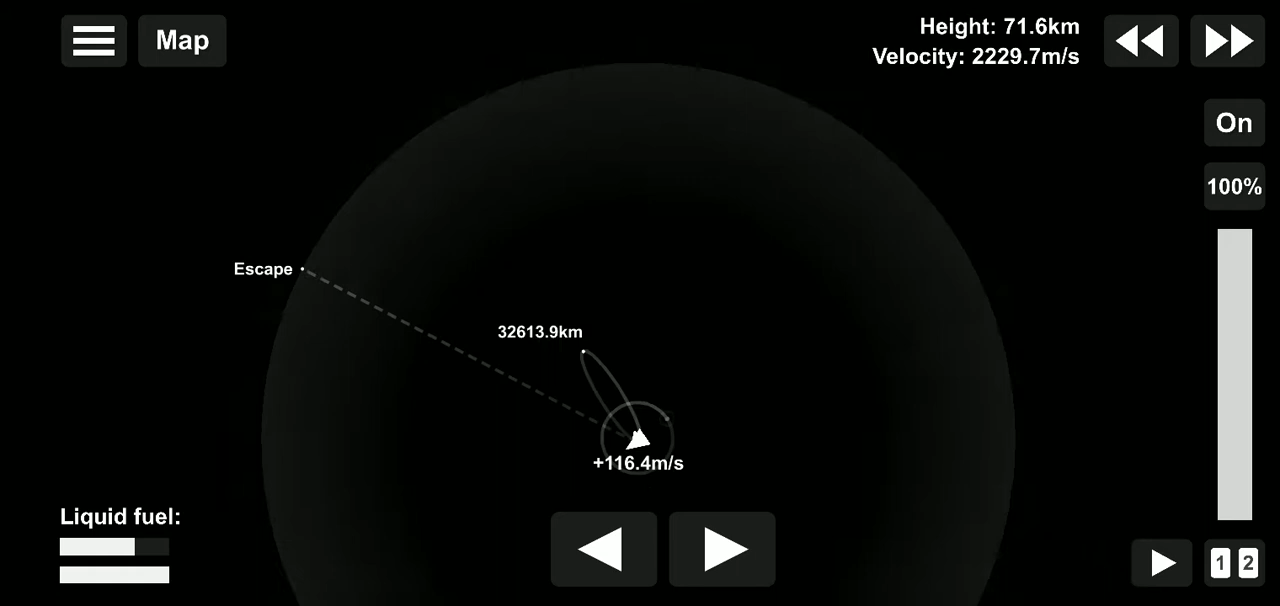 Map
Height: 71.6km
Velocity: 2229.7m/s
On
100%
Escape
32613.9km
+116.4m/s
Liquid fuel:
1 2